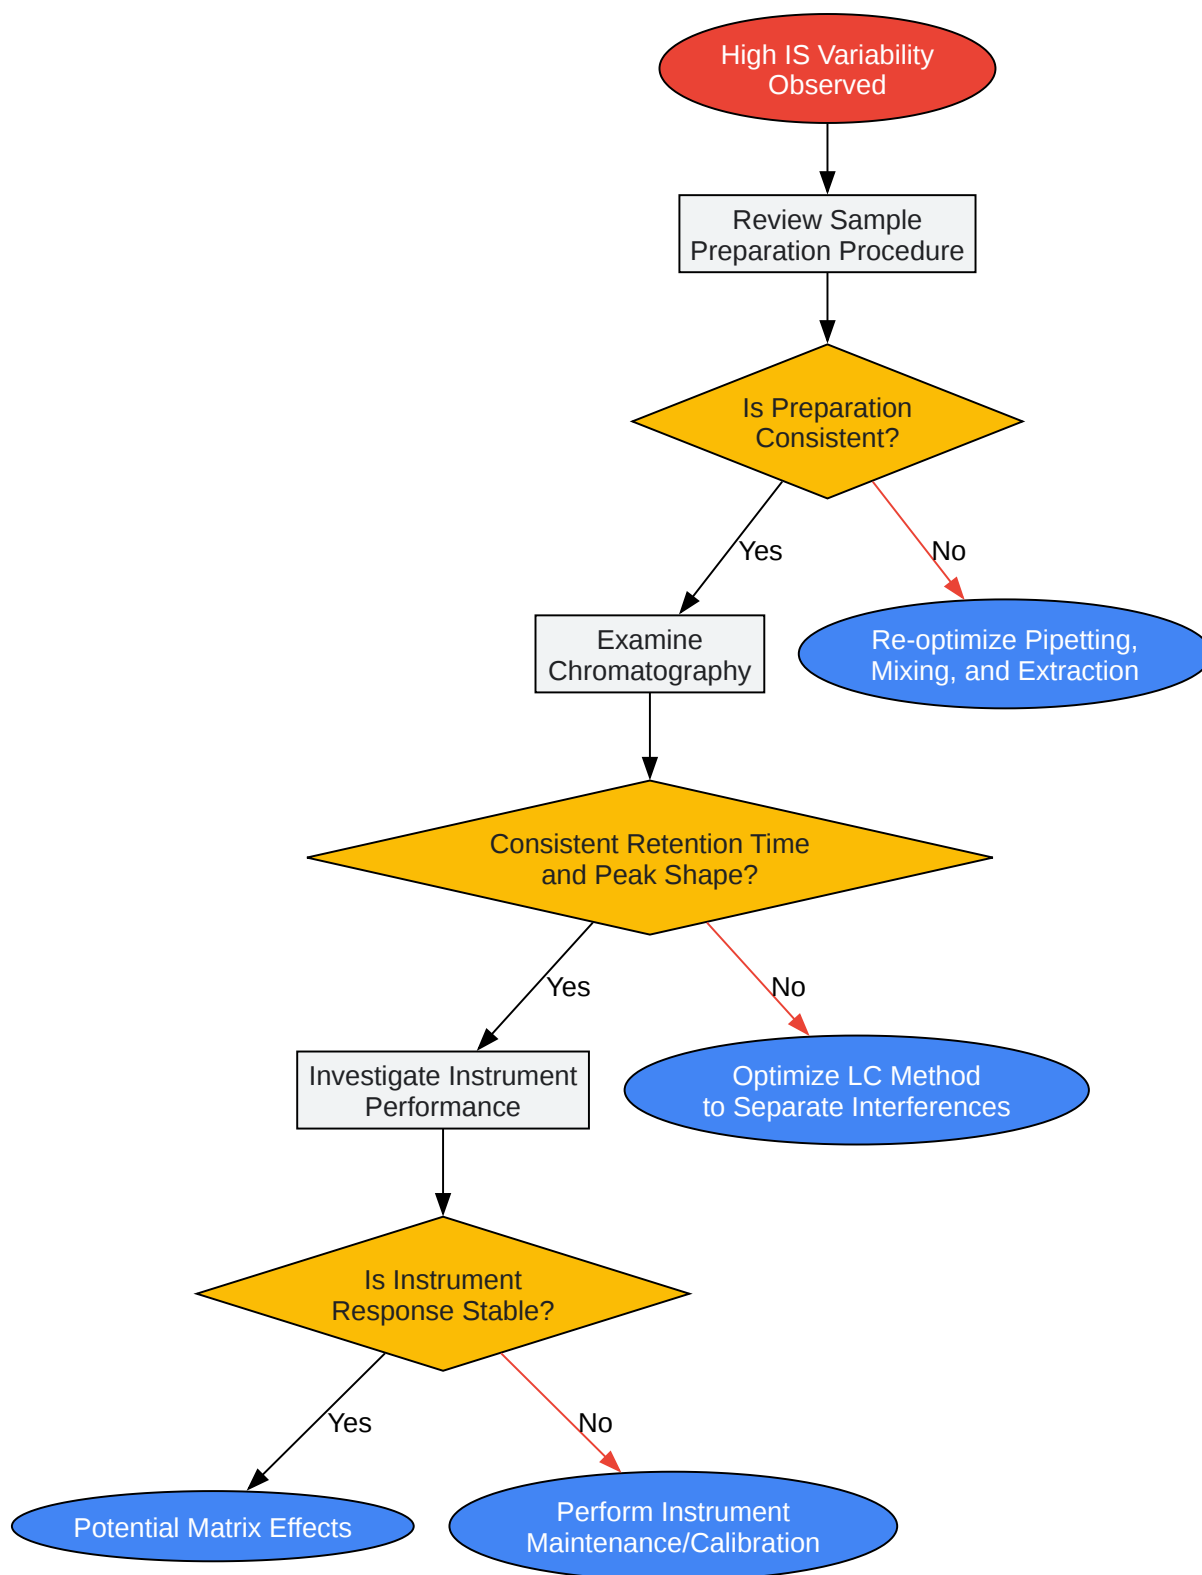 High IS Variability
Observed
Review Sample
Preparation Procedure
Is Preparation
Consistent?
Yes
No
Examine
Chromatography
Re-optimize Pipetting,
Mixing, and Extraction
Consistent Retention Time
and Peak Shape?
Yes
No
Investigate Instrument
Performance
Optimize LC Method
to Separate Interferences
Is Instrument
Response Stable?
Yes
No
Potential Matrix Effects
Perform Instrument
Maintenance/Calibration